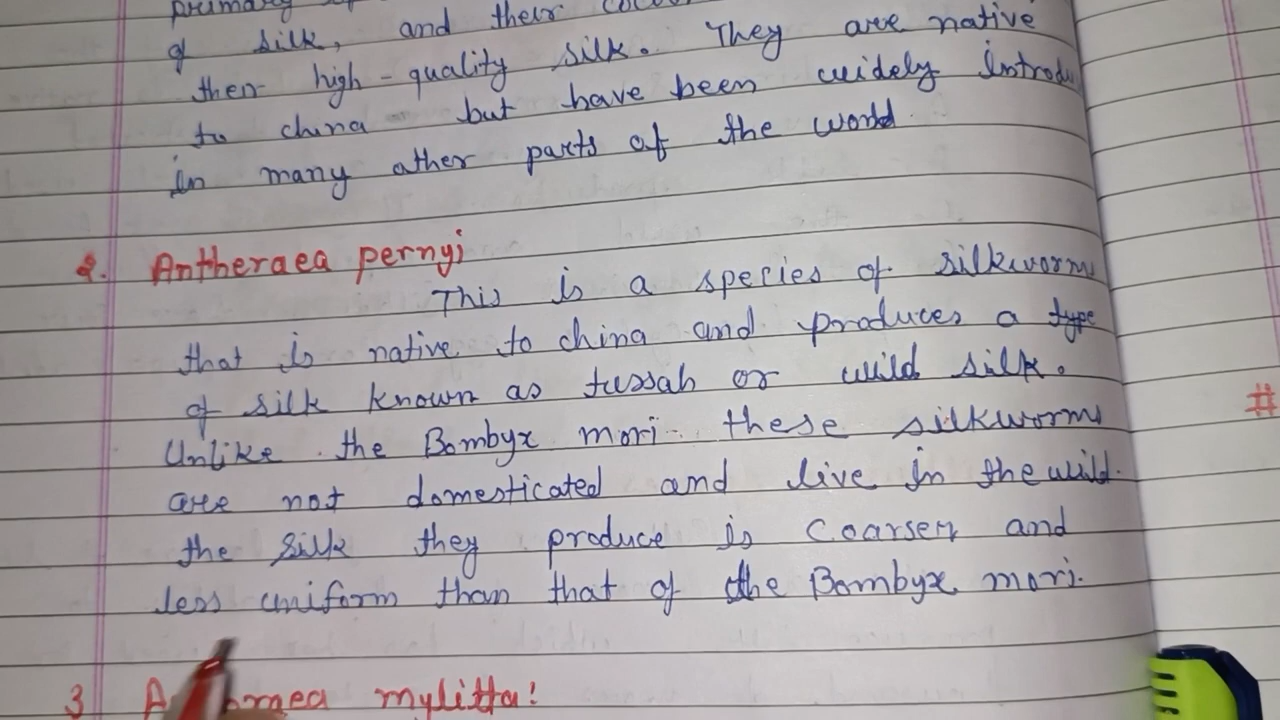 primary
of silk, and their
their high-quality silk. They are native
to china but have been widely introdu
in many other parts of the world
2. Antheraea pernyi
This is a species of silkworm
that is native to china and produces a type
of silk known as tussah or wild silk.
Unlike the Bombyx mori these silkworms
are not domesticated and live in the wild.
the silk they produce is coarser and
less uniform than that of the Bombyx mori.
#
3 mylitta: